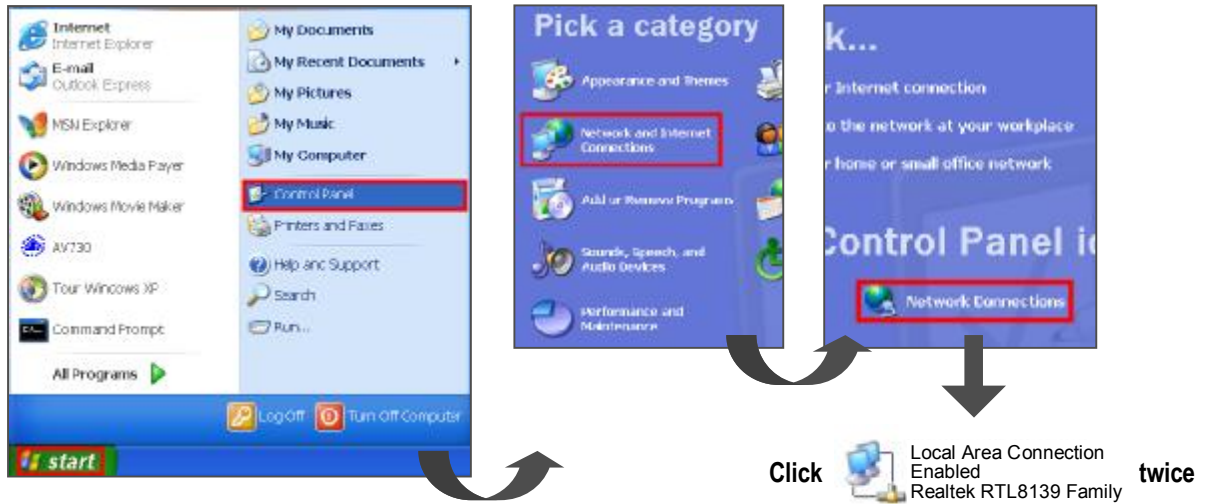 Internet
Internet Explorer
E-mail
Outlook Express
MSN Explorer
Windows Media Player
Windows Movie Maker
AV730
Tour Windows XP
Command Prompt
All Programs
My Documents
My Recent Documents
My Pictures
My Music
My Computer
Control Panel
Printers and Faxes
Help and Support
Search
Run...
Log Off
Turn Off Computer
start
Pick a category
Appearance and Themes
Network and Internet
Connections
Add or Remove Programs
Sounds, Speech, and
Audio Devices
Performance and
Maintenance
k...
r Internet connection
o the network at your workplace
r home or small office network
Control Panel ic
Network Connections
Click
Local Area Connection
Enabled
Realtek RTL8139 Family
twice